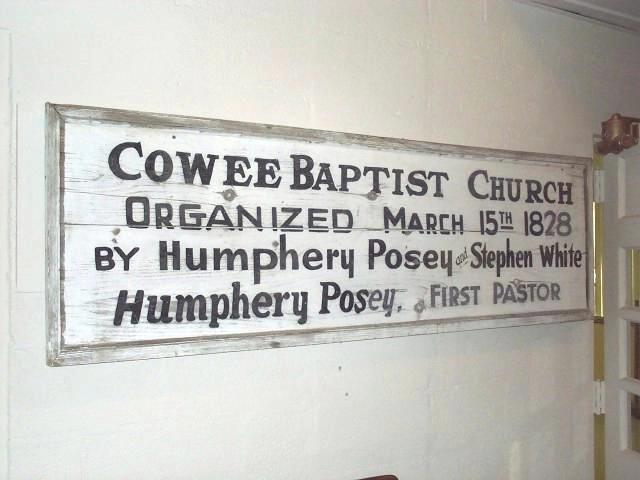 COWEE BAPTIST CHURCH
ORGANIZED MARCH 15TH 1828
BY Humphery Posey and Stephen White
Humphery Posey, FIRST PASTOR